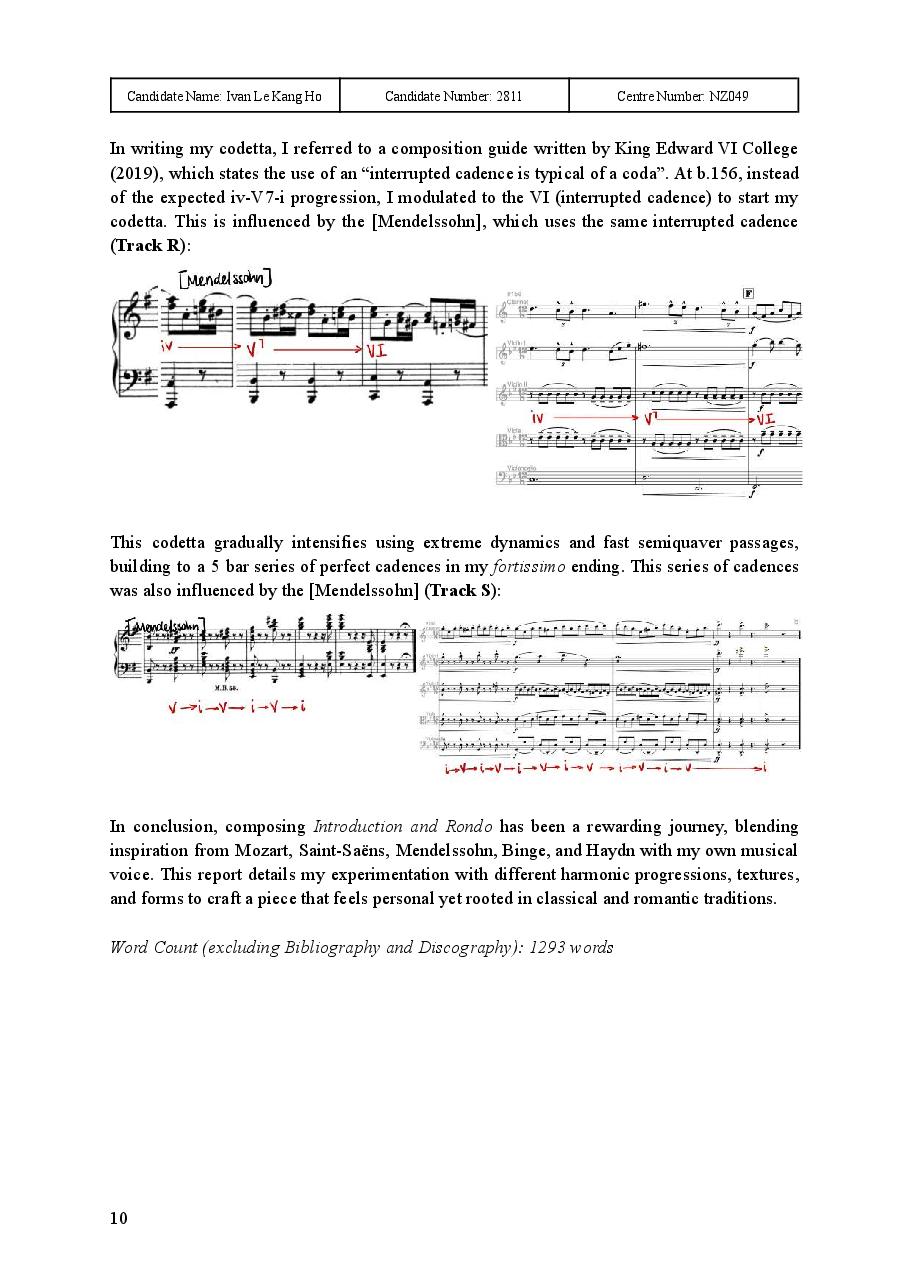 Candidate Name: Ivan Le Kang Ho
Candidate Number: 2811
Centre Number: NZ049
In writing my codetta, I referred to a composition guide written by King Edward VI College
(2019), which states the use of an “interrupted cadence is typical of a coda”. At b.156, instead
of the expected iv-V7-i progression, I modulated to the VI (interrupted cadence) to start my
codetta. This is influenced by the [Mendelssohn], which uses the same interrupted cadence
(Track R):
[Mendelssohn]
iv V7 VI
Clarinet
F
Violin I
Violin II
iv V7 VI
Viola
Violoncello
This codetta gradually intensifies using extreme dynamics and fast semiquaver passages,
building to a 5 bar series of perfect cadences in my fortissimo ending. This series of cadences
was also influenced by the [Mendelssohn] (Track S):
[Mendelssohn]
M.B.58.
V→i→V→i→V→i
i→V→i→V→i→V→i→V→i→V→i→V→i
In conclusion, composing Introduction and Rondo has been a rewarding journey, blending
inspiration from Mozart, Saint-Saëns, Mendelssohn, Binge, and Haydn with my own musical
voice. This report details my experimentation with different harmonic progressions, textures,
and forms to craft a piece that feels personal yet rooted in classical and romantic traditions.
Word Count (excluding Bibliography and Discography): 1293 words
10